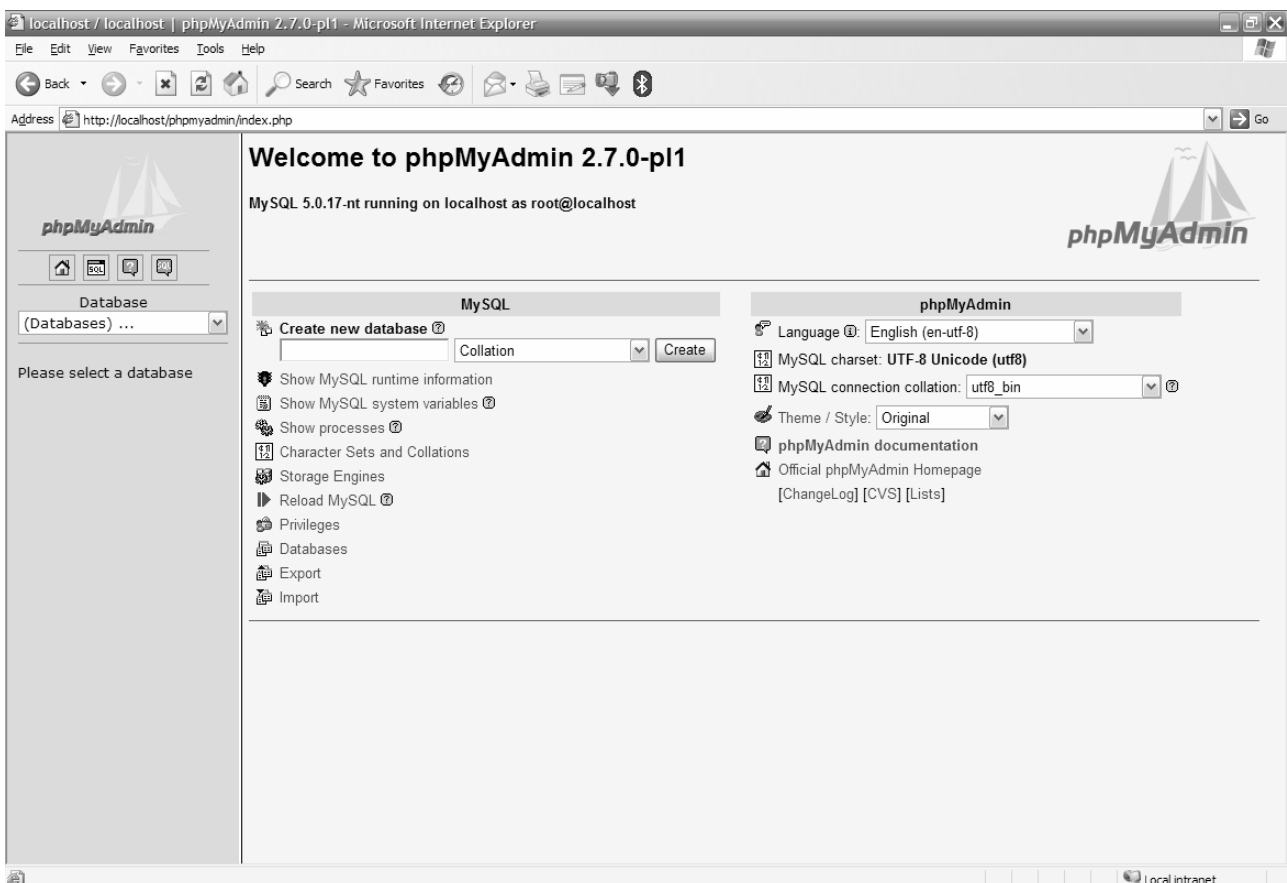 localhost / localhost | phpMyAdmin 2.7.0-pl1 - Microsoft Internet Explorer
File Edit View Favorites Tools Help
Back Search Favorites
Address http://localhost/phpmyadmin/index.php Go
phpMyAdmin
SQL
Database
(Databases) ...
Please select a database
Welcome to phpMyAdmin 2.7.0-pl1
MySQL 5.0.17-nt running on localhost as root@localhost
phpMyAdmin
MySQL
Create new database
Collation Create
Show MySQL runtime information
Show MySQL system variables
Show processes
Character Sets and Collations
Storage Engines
Reload MySQL
Privileges
Databases
Export
Import
phpMyAdmin
Language : English (en-utf-8)
MySQL charset: UTF-8 Unicode (utf8)
MySQL connection collation: utf8_bin
Theme / Style: Original
phpMyAdmin documentation
Official phpMyAdmin Homepage
[ChangeLog] [CVS] [Lists]
Local intranet